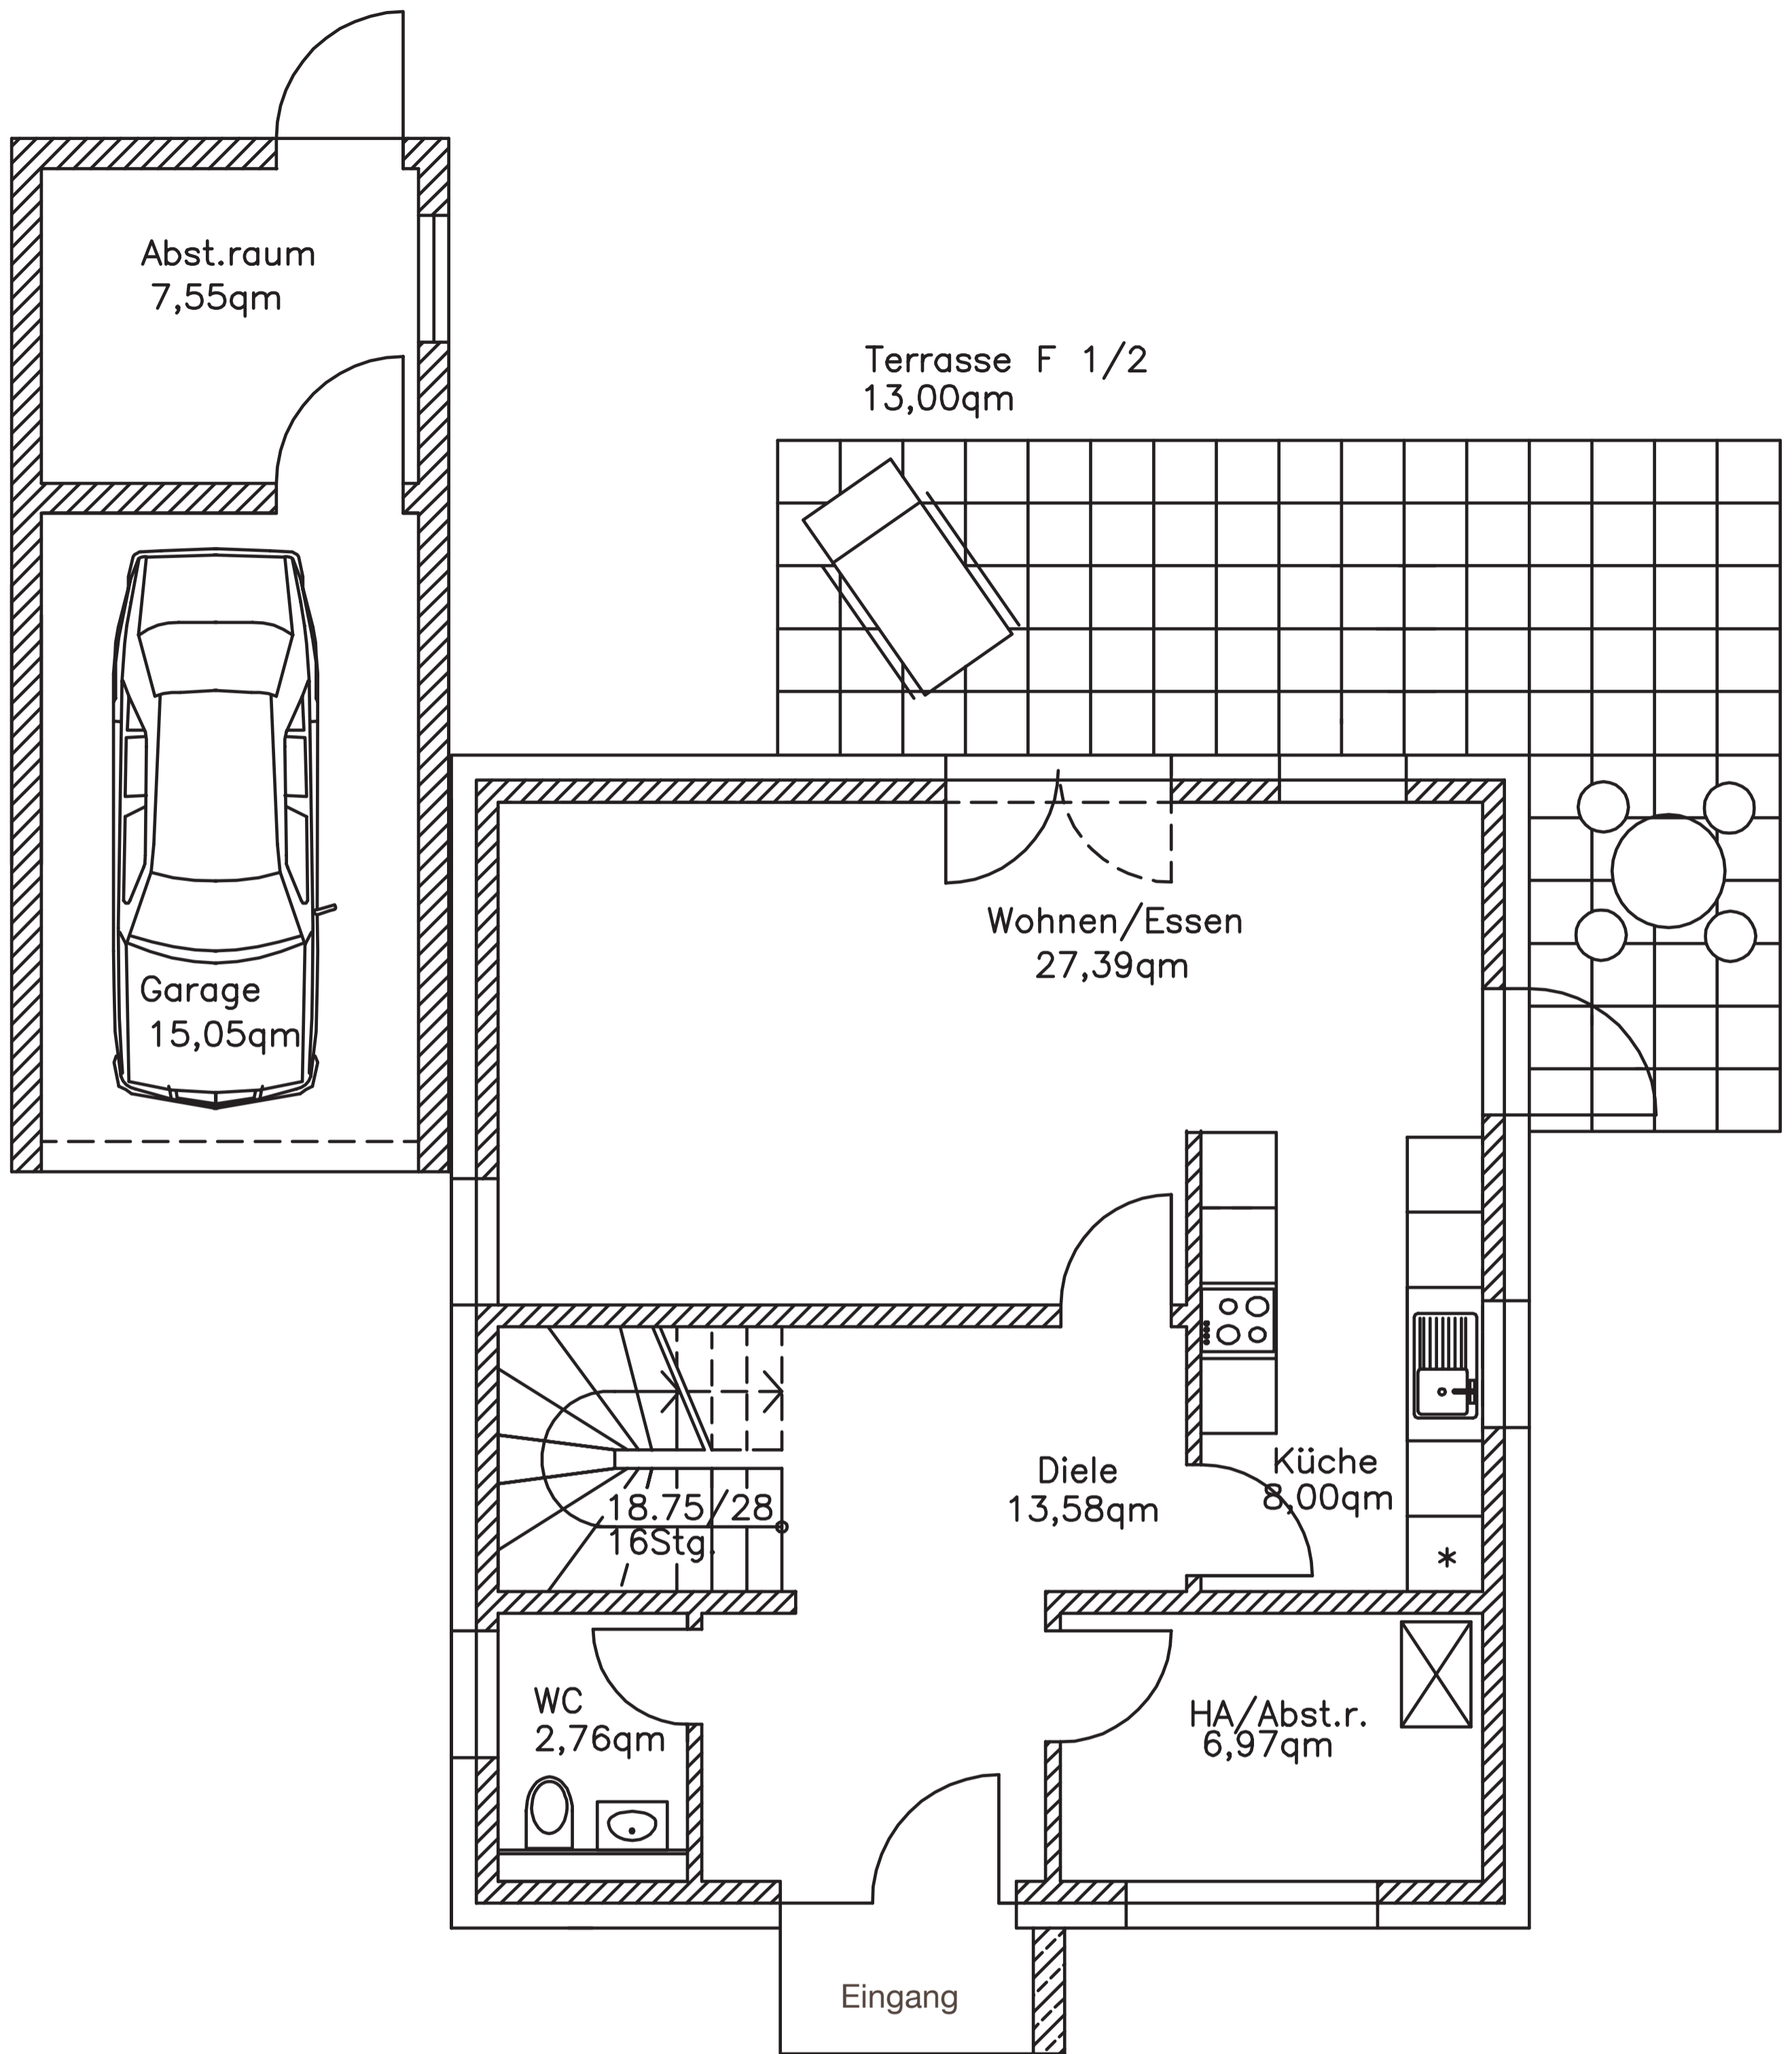 Abst.raum
7,55qm
Terrasse F 1/2
13,00qm
Wohnen/Essen
27,39qm
Garage
15,05qm
Diele
13,58qm
Küche
8,00qm
18.75/28
16Stg.
WC
2,76qm
HA/Abst.r.
6,97qm
Eingang